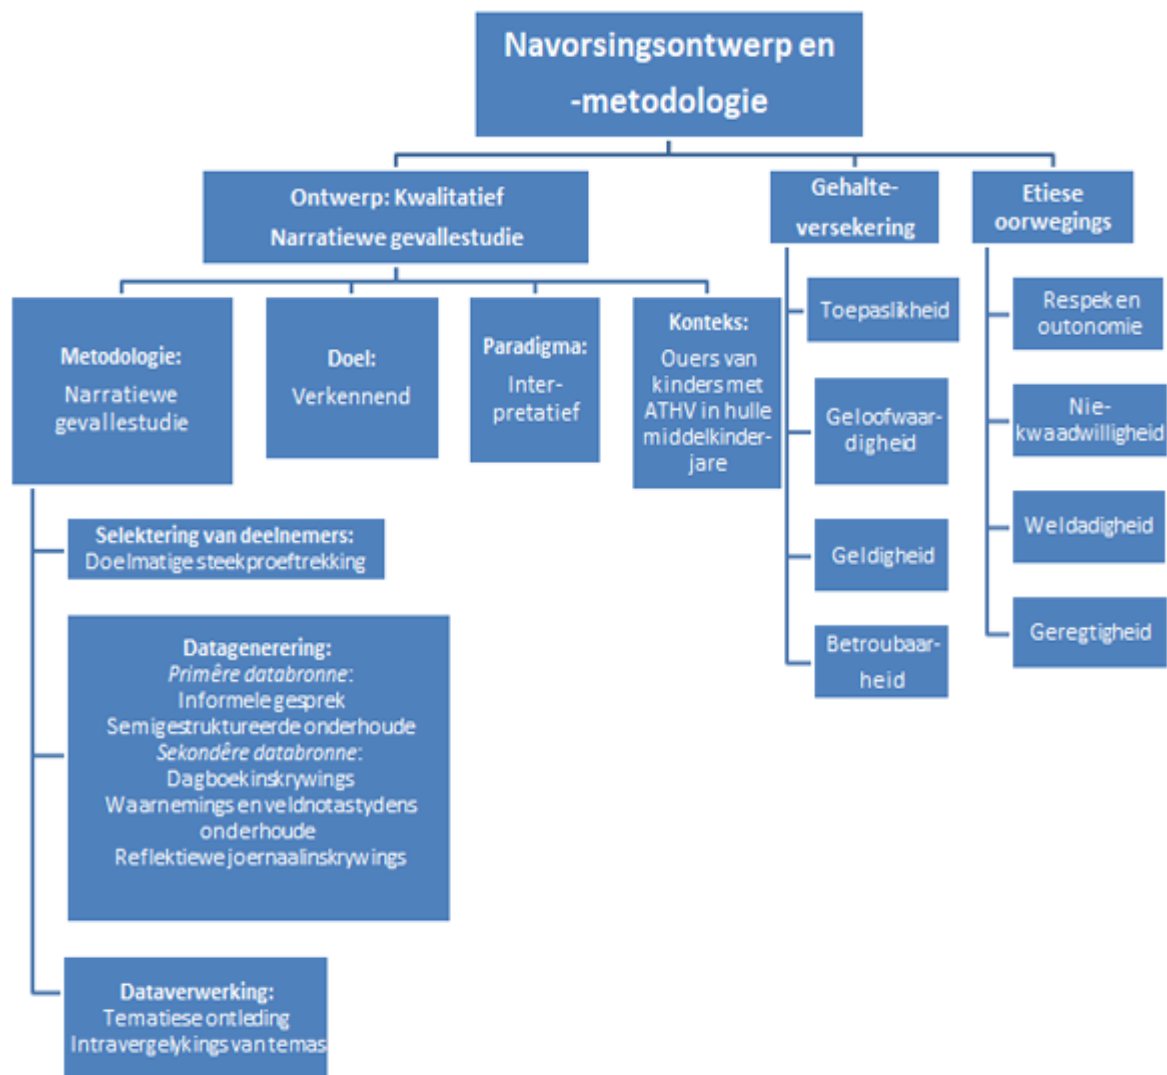 Navorsingsontwerp en
-metodologie
Ontwerp: Kwalitatief
Narratiewe gevallestudie
Gehalte-
versekering
Etiese
oorwegings
Metodologie:
Narratiewe
gevallestudie
Doel:
Verkennend
Paradigma:
Inter-
pretatief
Konteks:
Ouers van
kinders met
ATHV in hulle
middelkinder-
jare
Toepaslikheid
Geloofwaar-
digheid
Geldigheid
Betroubaar-
heid
Respek en
outonomie
Nie-
kwaadwilligheid
Weldadigheid
Geregtigheid
Selektering van deelnemers:
Doelmatige steekproeftrekking
Datagenerering:
Primêre databronne:
Informele gesprek
Semigestruktureerde onderhoude
Sekondêre databronne:
Dagboekinskrywings
Waarnemings en veldnotas tydens
onderhoude
Reflektiewe joernaalinskrywings
Dataverwerking:
Tematiese ontleding
Intravergelykings van temas